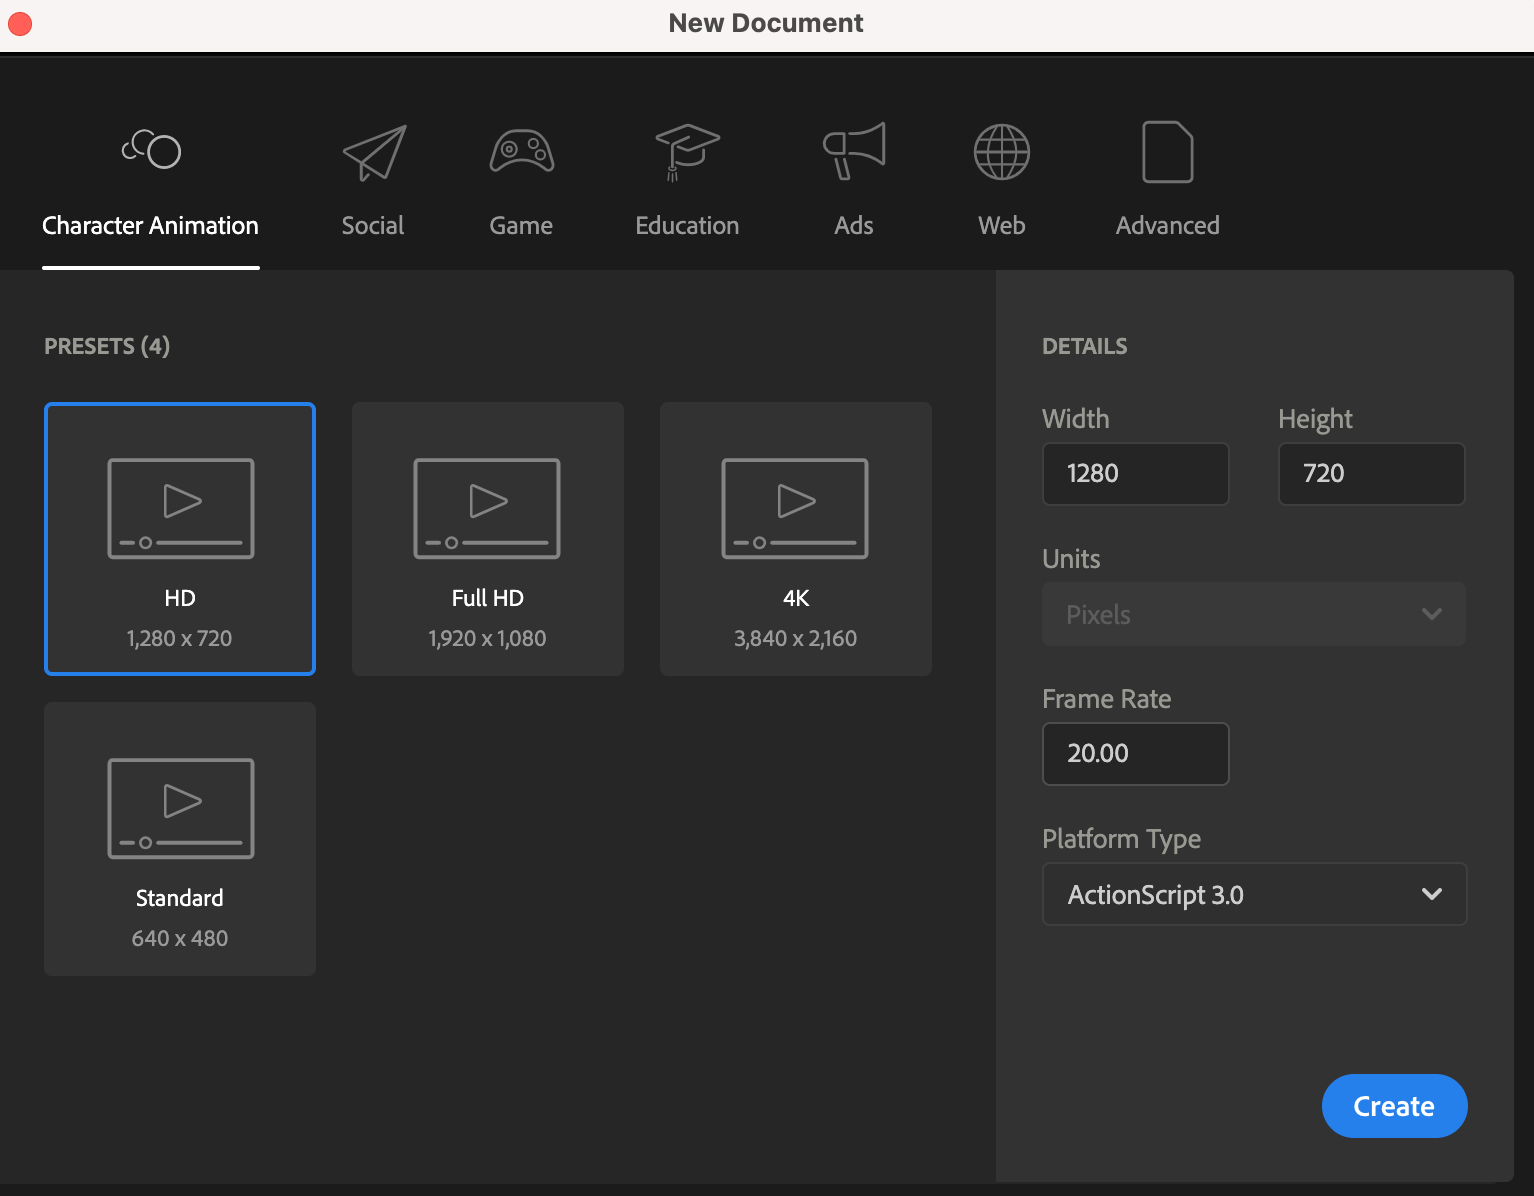 New Document
Character Animation
Social
Game
Education
Ads
Web
Advanced
PRESETS (4)
HD
1,280 x 720
Full HD
1,920 x 1,080
4K
3,840 x 2,160
Standard
640 x 480
DETAILS
Width
Height
1280
720
Units
Pixels
Frame Rate
20.00
Platform Type
ActionScript 3.0
Create